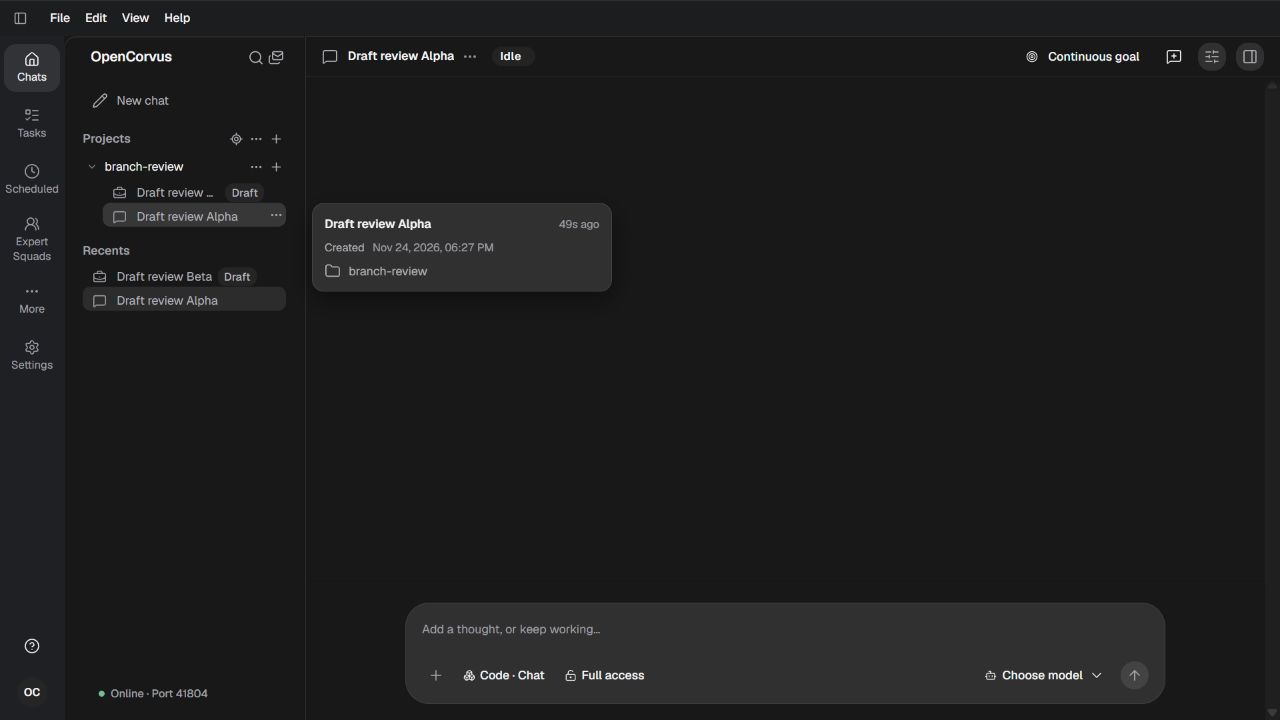 File Edit View Help
OpenCorvus
Draft review Alpha ··· Idle
Continuous goal
Chats
Tasks
Scheduled
Expert
Squads
More
Settings
OC
New chat
Projects
branch-review
Draft review ... Draft
Draft review Alpha
Recents
Draft review Beta Draft
Draft review Alpha
Online · Port 41804
Draft review Alpha 49s ago
Created Nov 24, 2026, 06:27 PM
branch-review
Add a thought, or keep working...
Code · Chat Full access Choose model